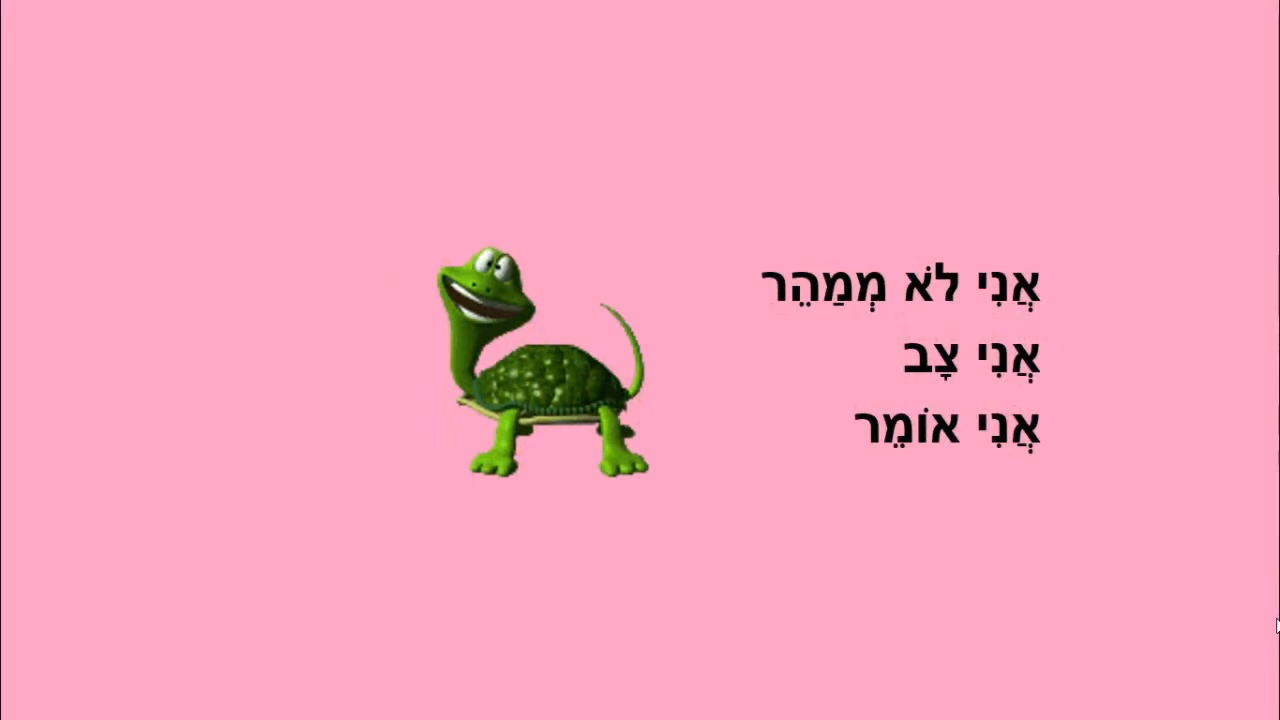 אֲנִי לֹא מְמַהֵר
אֲנִי צָב
אֲנִי אוֹמֵר